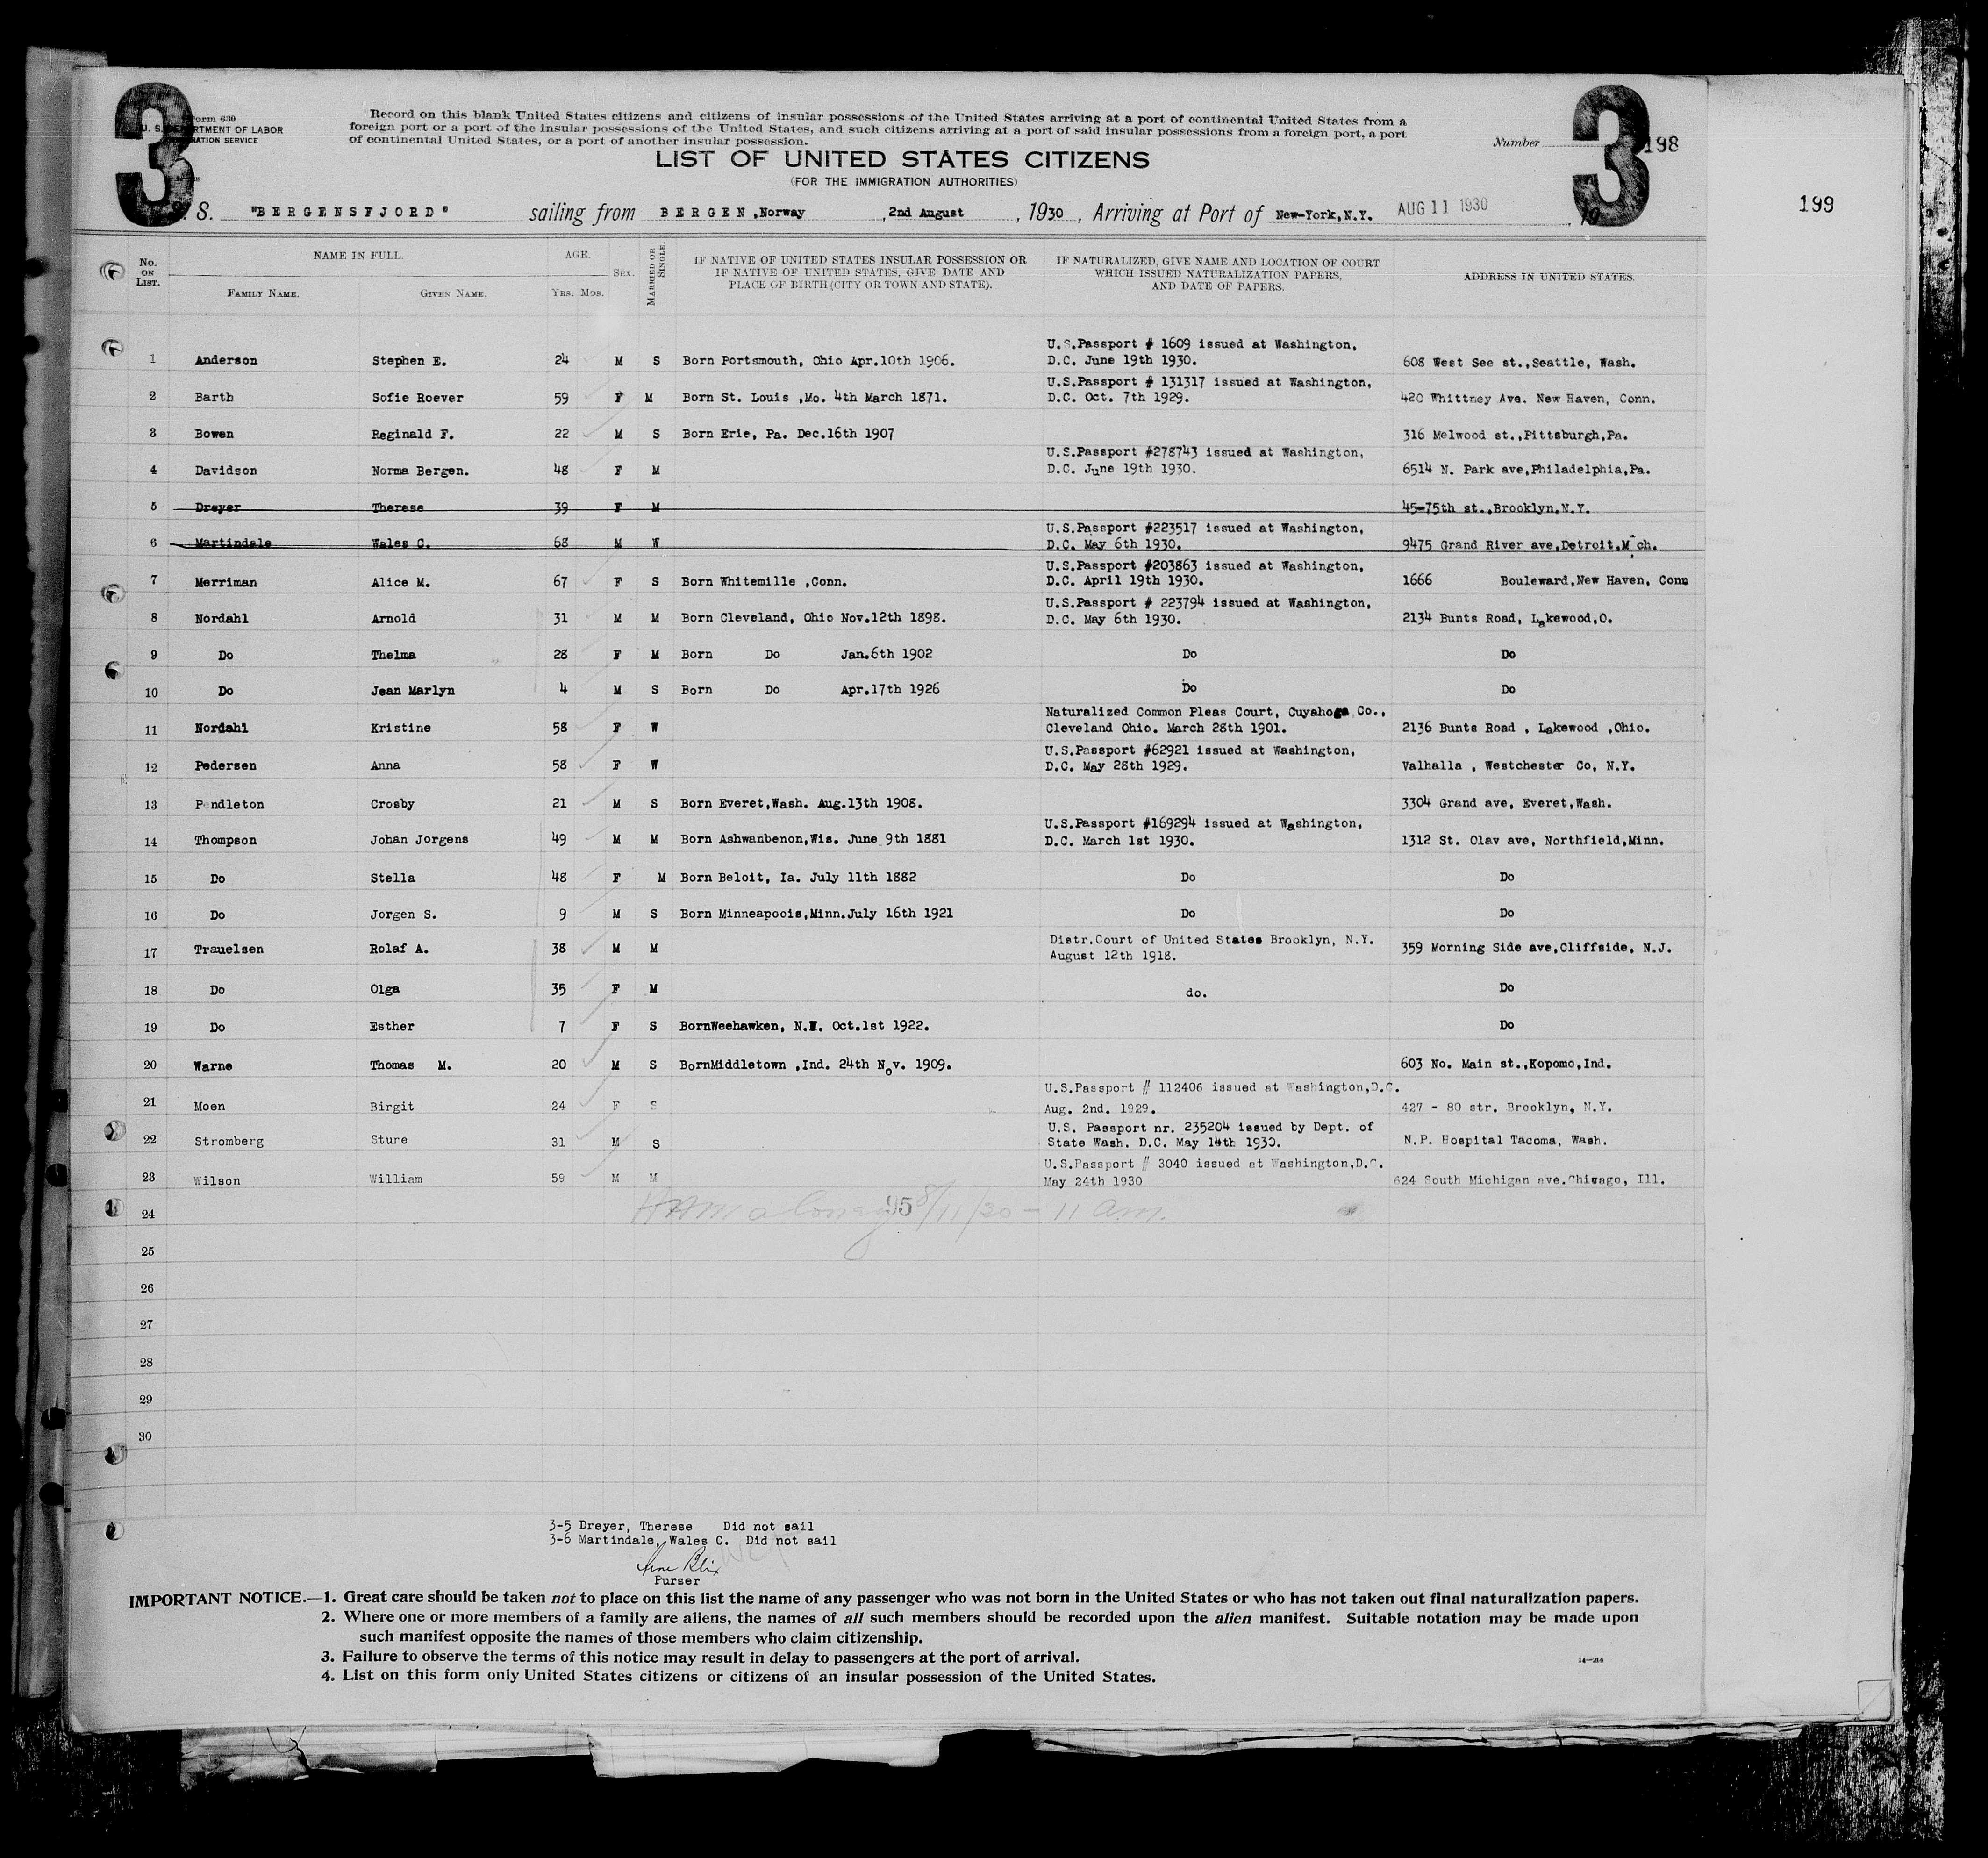 3
3
Form 630
U. S. DEPARTMENT OF LABOR
IMMIGRATION SERVICE
Record on this blank United States citizens and citizens of insular possessions of the United States arriving at a port of continental United States from a
foreign port or a port of the insular possessions of the United States, and such citizens arriving at a port of said insular possessions from a foreign port, a port
of continental United States, or a port of another insular possession.
Number 198
LIST OF UNITED STATES CITIZENS
(FOR THE IMMIGRATION AUTHORITIES)
199
S. "BERGENSFJORD" sailing from BERGEN,Norway ,2nd August , 1930 , Arriving at Port of New-York,N.Y. AUG 11 1930 , 19
No. ON LIST. NAME IN FULL. FAMILY NAME. GIVEN NAME. AGE. YRS. MOS. SEX. MARRIED OR SINGLE. IF NATIVE OF UNITED STATES INSULAR POSSESSION OR IF NATIVE OF UNITED STATES, GIVE DATE AND PLACE OF BIRTH (CITY OR TOWN AND STATE). IF NATURALIZED, GIVE NAME AND LOCATION OF COURT WHICH ISSUED NATURALIZATION PAPERS, AND DATE OF PAPERS. ADDRESS IN UNITED STATES.
1 Anderson Stephen E. 24 M S Born Portsmouth, Ohio Apr.10th 1906. U.S.Passport # 1609 issued at Washington, D.C. June 19th 1930. 608 West See st.,Seattle, Wash.
2 Barth Sofie Roever 59 F M Born St. Louis ,Mo. 4th March 1871. U.S.Passport # 131317 issued at Washington, D.C. Oct. 7th 1929. 420 Whittney Ave. New Haven, Conn.
3 Bowen Reginald F. 22 M S Born Erie, Pa. Dec.16th 1907 316 Melwood st.,Pittsburgh,Pa.
4 Davidson Norma Bergen. 48 F M U.S.Passport #278743 issued at Washington, D.C. June 19th 1930. 6514 N. Park ave,Philadelphia,Pa.
5 Dreyer Therese 39 F M 45-75th st.,Brooklyn,N.Y.
6 Martindale Wales C. 68 M W U.S.Passport #223517 issued at Washington, D.C. May 6th 1930. 9475 Grand River ave,Detroit,Mich.
7 Merriman Alice M. 67 F S Born Whitemille ,Conn. U.S.Passport #203863 issued at Washington, D.C. April 19th 1930. 1666 Bouleward,New Haven, Conn
8 Nordahl Arnold 31 M M Born Cleveland, Ohio Nov.12th 1898. U.S.Passport # 223794 issued at Washington, D.C. May 6th 1930. 2134 Bunts Road, Lakewood,O.
9 Do Thelma 28 F M Born Do Jan.6th 1902 Do Do
10 Do Jean Marlyn 4 M S Born Do Apr.17th 1926 Do Do
11 Nordahl Kristine 58 F W Naturalized Common Pleas Court, Cuyahoga Co., Cleveland Ohio. March 28th 1901. 2136 Bunts Road , Lakewood ,Ohio.
12 Pedersen Anna 58 F W U.S.Passport #62921 issued at Washington, D.C. May 28th 1929. Valhalla , Westchester Co, N.Y.
13 Pendleton Crosby 21 M S Born Everet,Wash. Aug.13th 1908. 3304 Grand ave, Everet,Wash.
14 Thompson Johan Jorgens 49 M M Born Ashwanbenon,Wis. June 9th 1881 U.S.Passport #169294 issued at Washington, D.C. March 1st 1930. 1312 St. Olav ave, Northfield,Minn.
15 Do Stella 48 F M Born Beloit, Ia. July 11th 1882 Do Do
16 Do Jorgen S. 9 M S Born Minneapocis,Minn.July 16th 1921 Do Do
17 Trauelsen Rolaf A. 38 M M Distr.Court of United States Brooklyn, N.Y. August 12th 1918. 359 Morning Side ave,Cliffside, N.J.
18 Do Olga 35 F M do. Do
19 Do Esther 7 F S BornWeehawken, N.Y. Oct.1st 1922. Do
20 Warne Thomas M. 20 M S BornMiddletown ,Ind. 24th Nov. 1909. 603 No. Main st.,Kopomo,Ind.
21 Moen Birgit 24 F S U.S.Passport # 112406 issued at Washington,D.C. Aug. 2nd. 1929. 427 - 80 str. Brooklyn, N.Y.
22 Stromberg Sture 31 M S U.S. Passport nr. 235204 issued by Dept. of State Wash. D.C. May 14th 1930. N.P. Hospital Tacoma, Wash.
23 Wilson William 59 M M U.S.Passport # 3040 issued at Washington,D.C. May 24th 1930 624 South Michigan ave.Chicago, Ill.
24 95 8/11/30 - 11 am.
25
26
27
28
29
30
3-5 Dreyer, Therese Did not sail
3-6 Martindale, Wales C. Did not sail
Purser
IMPORTANT NOTICE.—1. Great care should be taken not to place on this list the name of any passenger who was not born in the United States or who has not taken out final naturalization papers.
2. Where one or more members of a family are aliens, the names of all such members should be recorded upon the alien manifest. Suitable notation may be made upon
such manifest opposite the names of those members who claim citizenship.
3. Failure to observe the terms of this notice may result in delay to passengers at the port of arrival.
4. List on this form only United States citizens or citizens of an insular possession of the United States.
14—214